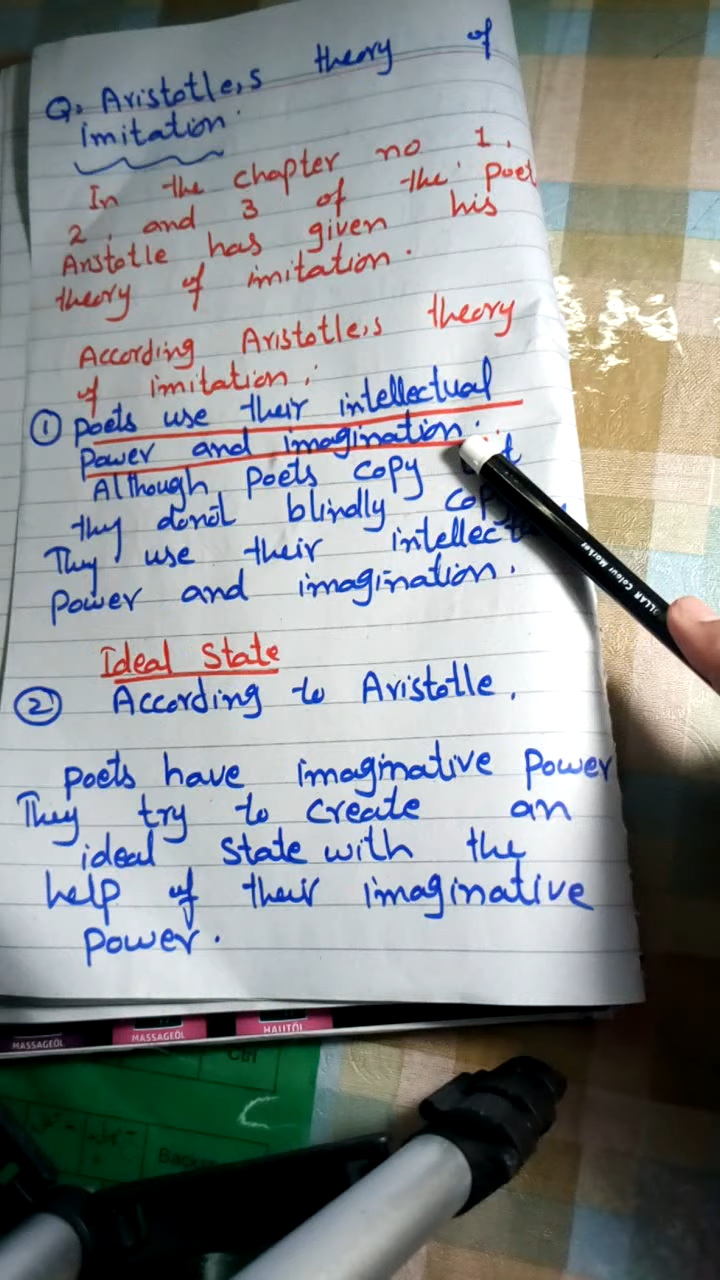 Q. Aristotle,s theory of
imitation.
In the chapter no 1,
2, and 3 of the poet
Aristotle has given his
theory of imitation.
According Aristotle,s theory
of imitation:
① Poets use their intellectual
Power and imagination.
Although Poets copy
they donot blindly
They use their
Power and imagination.
Ideal State
② According to Aristotle,
poets have imaginative Power
They try to create an
ideal state with the
help of their imaginative
power.
MASSAGEÖL
MASSAGEÖL
HAUTÖL
Ctrl
Colour Marker